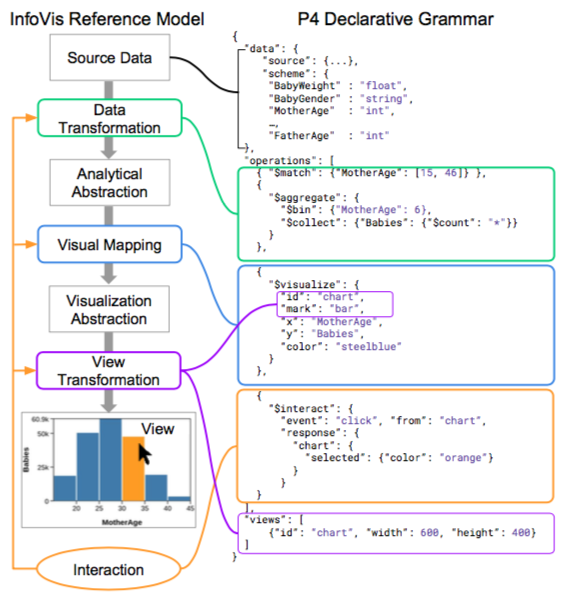 InfoVis Reference Model
Source Data
Data
Transformation
Analytical
Abstraction
Visual Mapping
Visualization
Abstraction
View
Transformation
View
60.9k
50k
25k
0
Babies
20 25 30 35 40 45
MotherAge
Interaction
P4 Declarative Grammar
{
"data": {
"source": {...},
"scheme": {
"BabyWeight" : "float",
"BabyGender" : "string",
"MotherAge" : "int",
…,
"FatherAge" : "int"
},
"operations": [
{ "$match": {"MotherAge": [15, 46]} },
{
"$aggregate": {
"$bin": {"MotherAge": 6},
"$collect": {"Babies": {"$count": "*"}}
}
},
{
"$visualize": {
"id": "chart",
"mark": "bar",
"x": "MotherAge",
"y": "Babies",
"color": "steelblue"
}
},
{
"$interact": {
"event": "click", "from": "chart",
"response": {
"chart": {
"selected": {"color": "orange"}
}
}
}
],
"views": [
{"id": "chart", "width": 600, "height": 400}
]
}